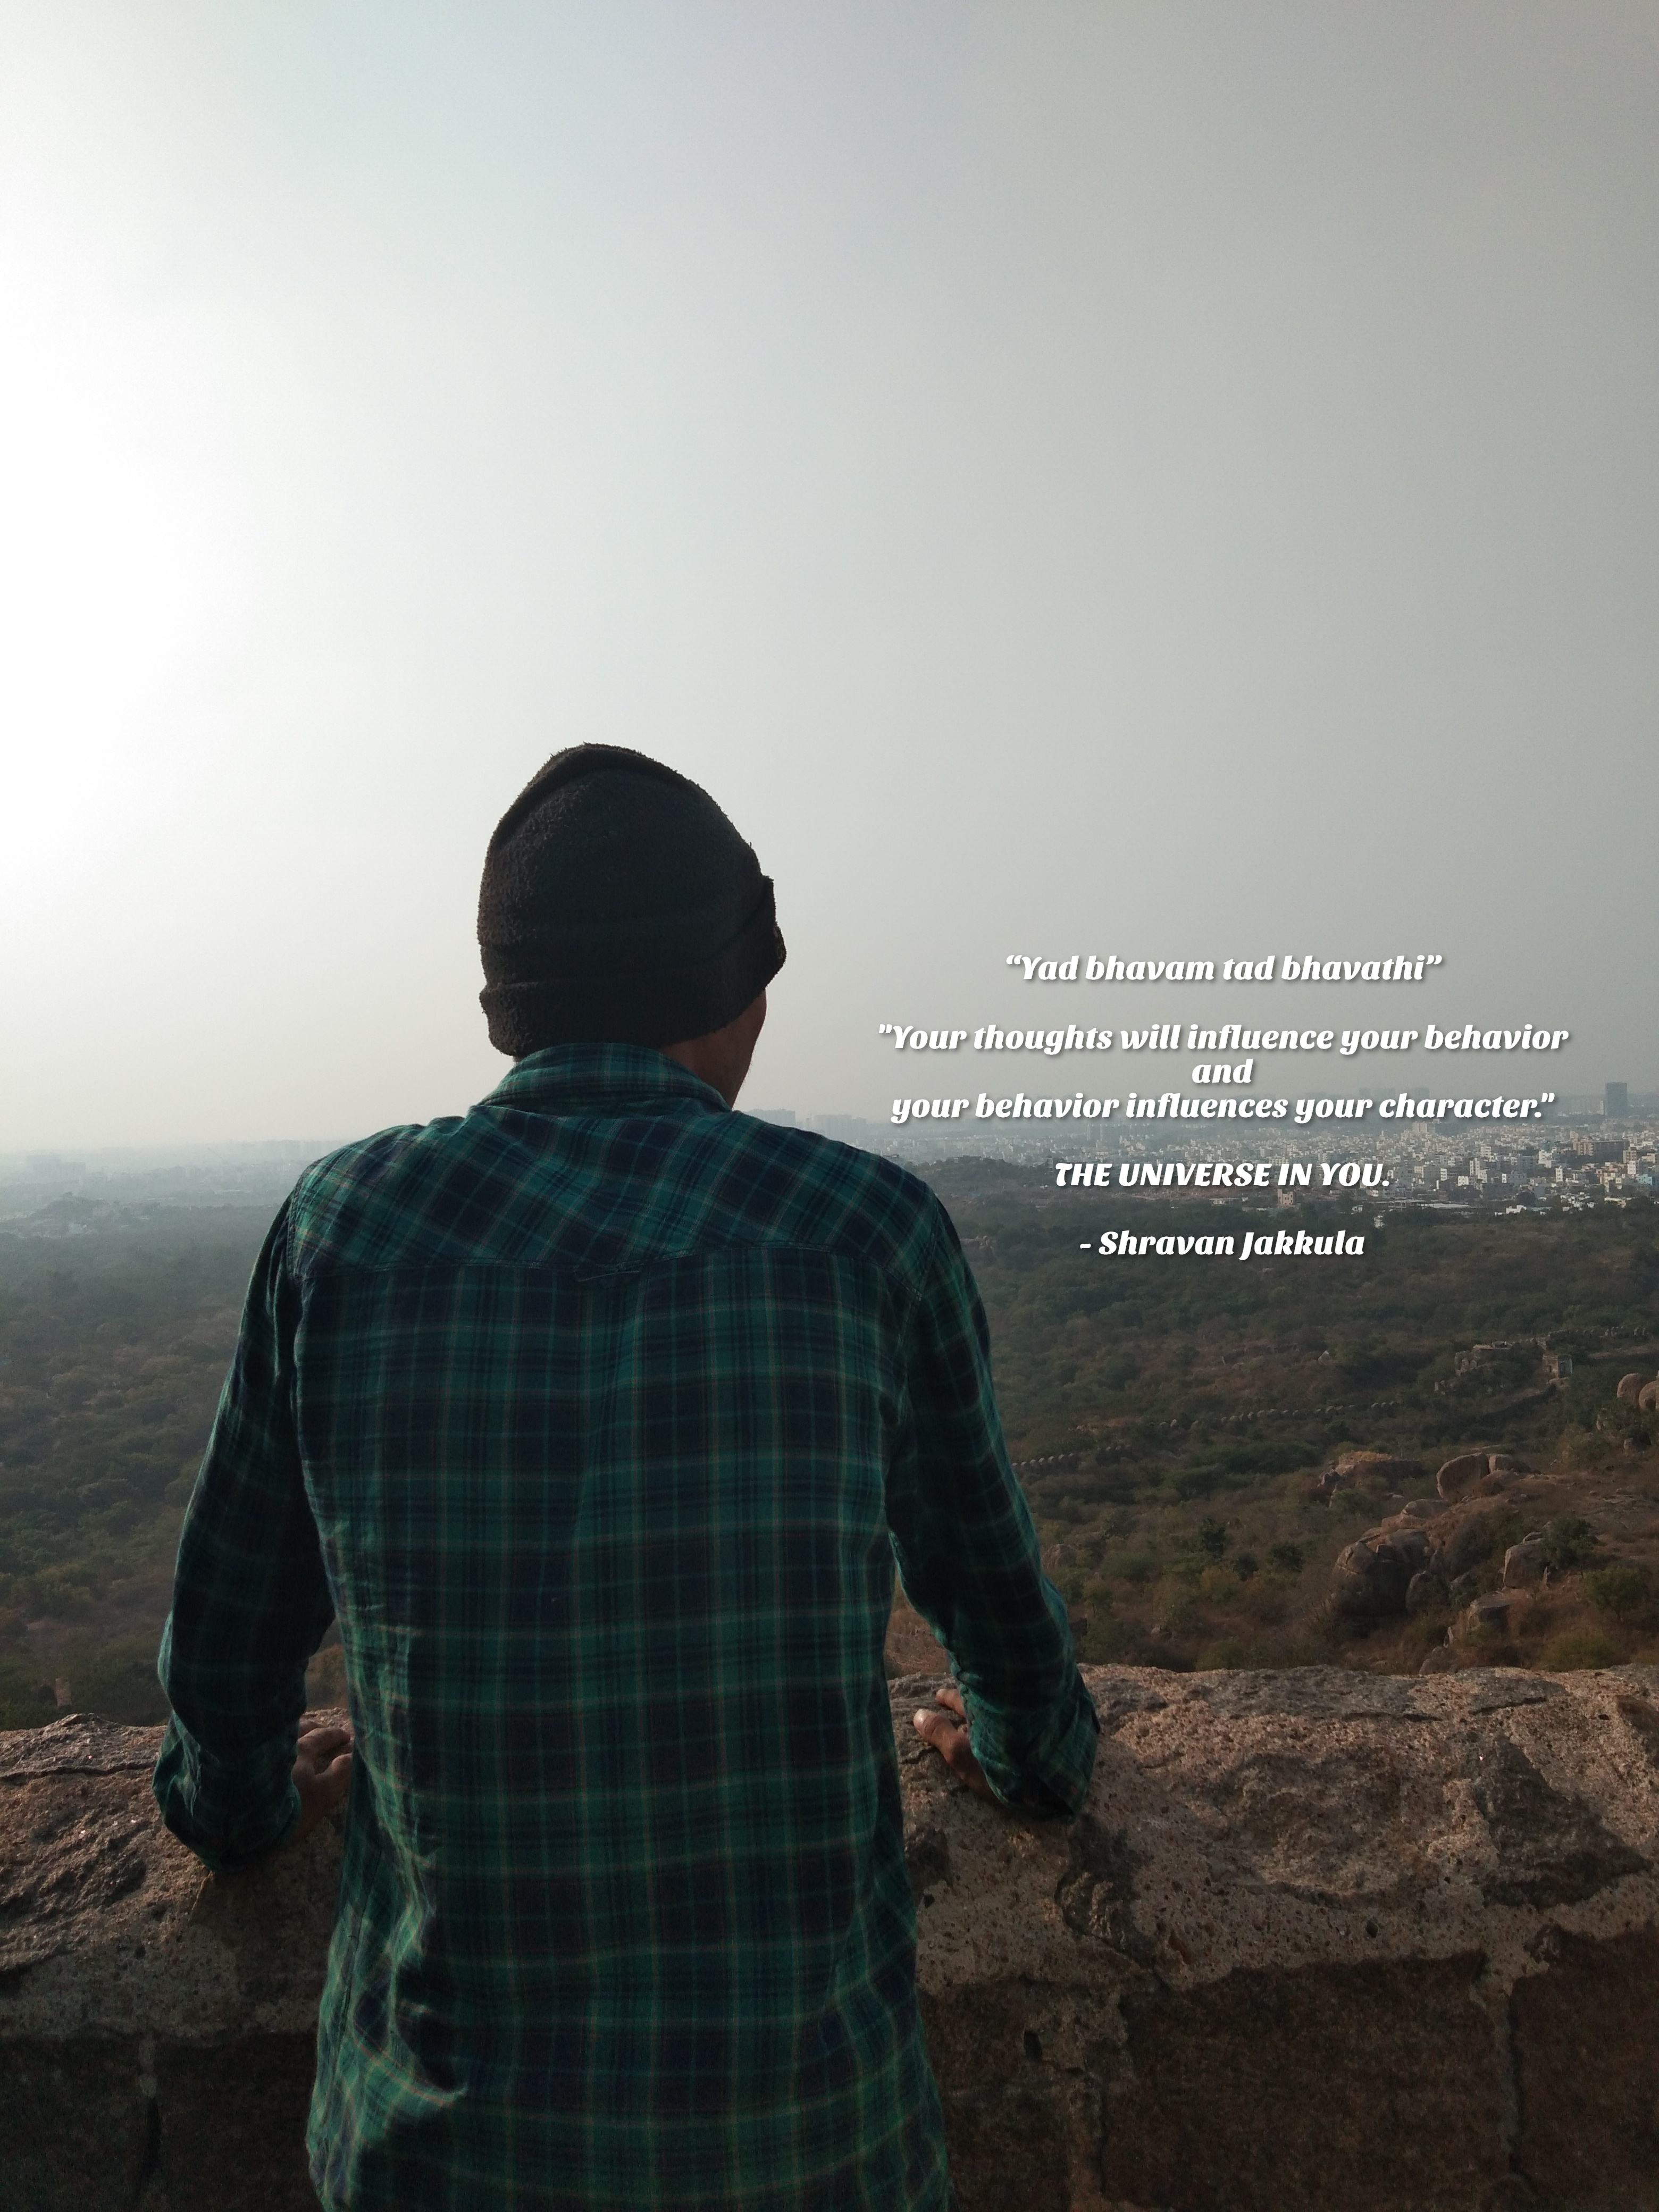 “Yad bhavam tad bhavathi”
"Your thoughts will influence your behavior
and
your behavior influences your character."
THE UNIVERSE IN YOU.
- Shravan Jakkula